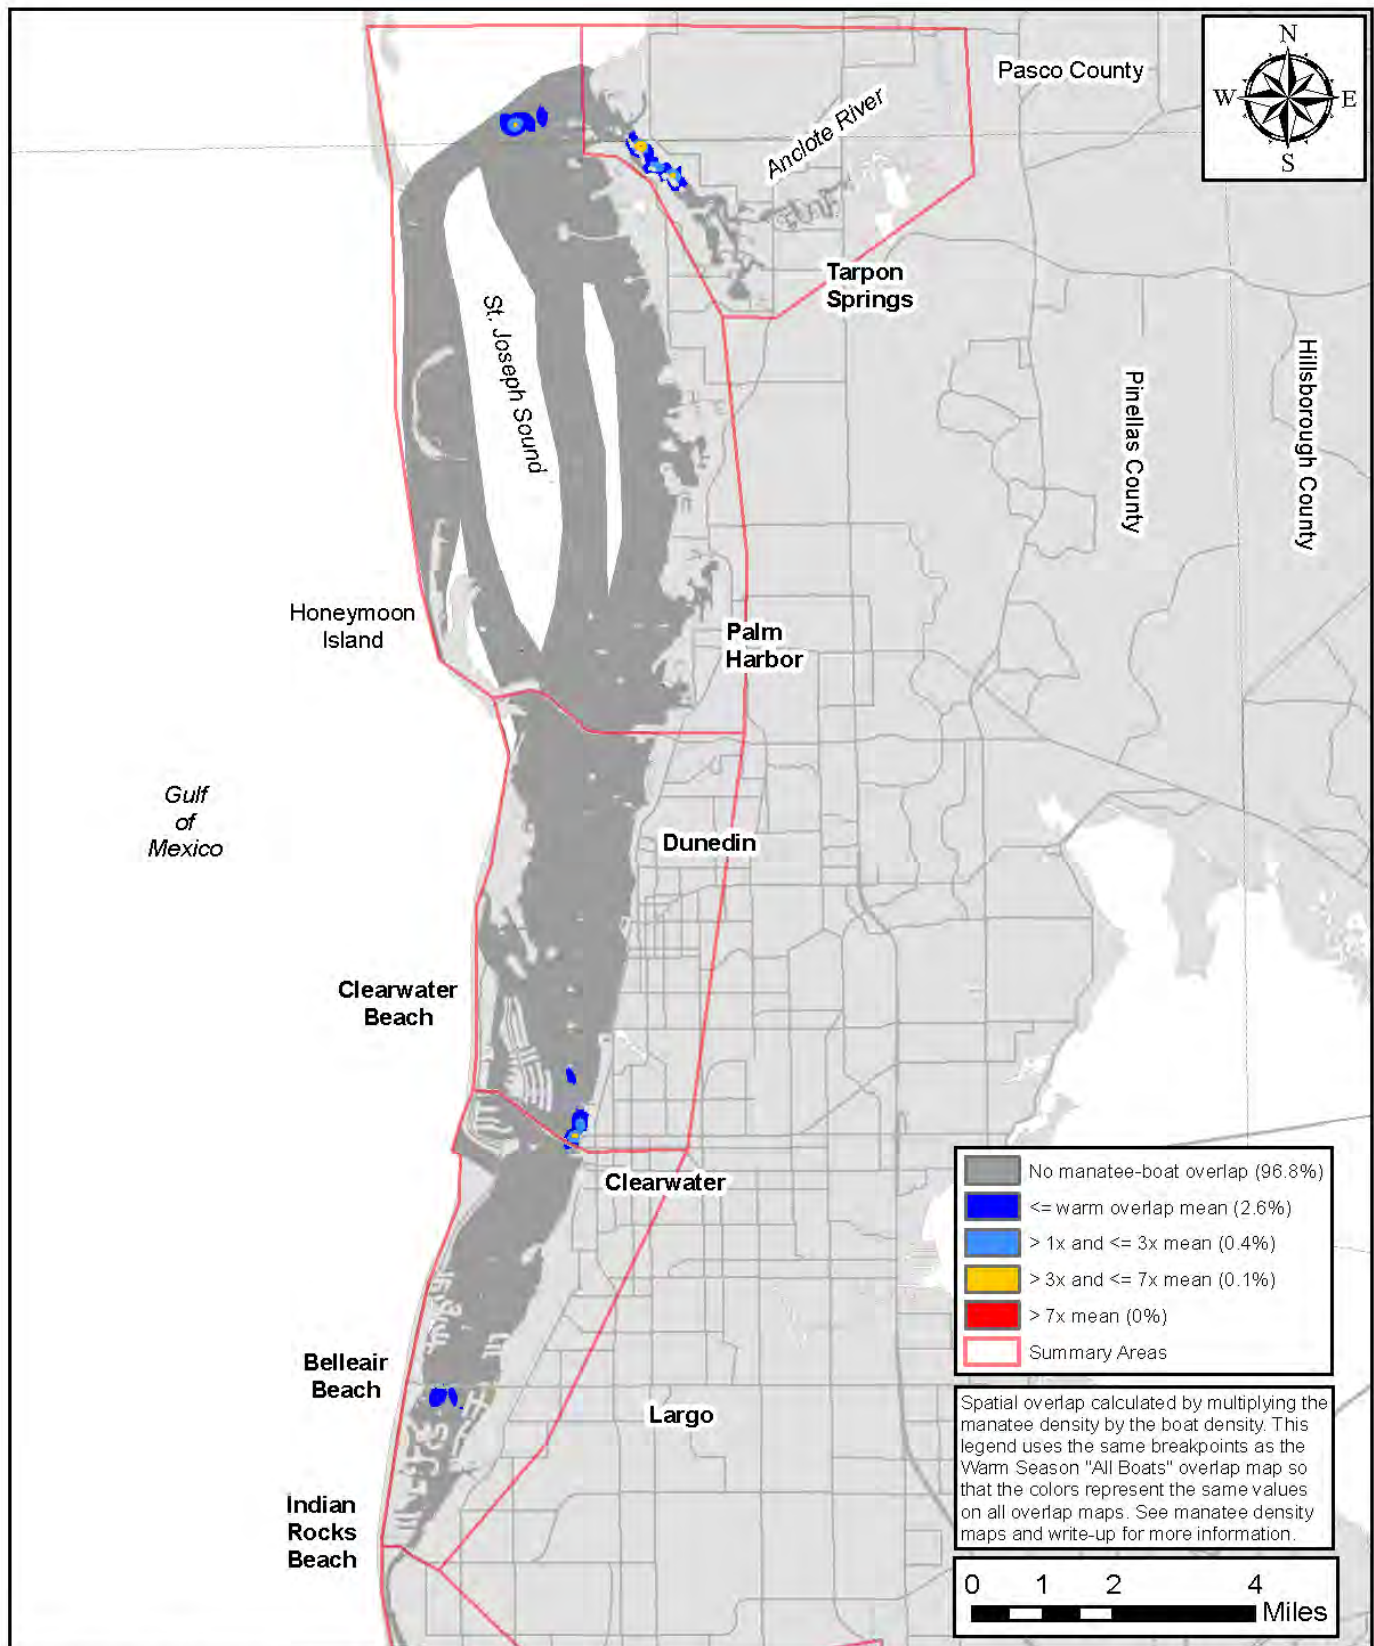 N
W E
S
Pasco County
Anclote River
Tarpon
Springs
St. Joseph Sound
Pinellas County
Hillsborough County
Honeymoon
Island
Palm
Harbor
Gulf
of
Mexico
Dunedin
Clearwater
Beach
Clearwater
Belleair
Beach
Largo
Indian
Rocks
Beach
No manatee-boat overlap (96.8%)
<= warm overlap mean (2.6%)
> 1x and <= 3x mean (0.4%)
> 3x and <= 7x mean (0.1%)
> 7x mean (0%)
Summary Areas
Spatial overlap calculated by multiplying the
manatee density by the boat density. This
legend uses the same breakpoints as the
Warm Season "All Boats" overlap map so
that the colors represent the same values
on all overlap maps. See manatee density
maps and write-up for more information.
0 1 2 4
Miles